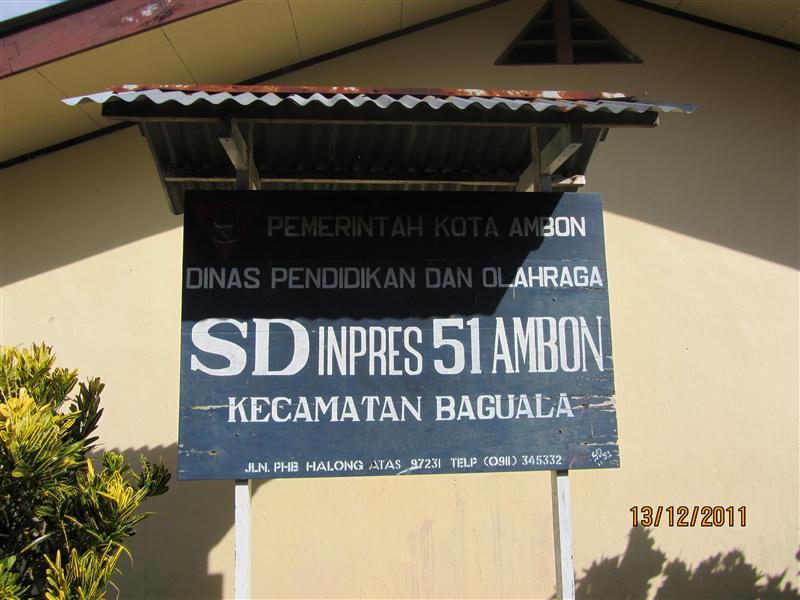 PEMERINTAH KOTA AMBON
DINAS PENDIDIKAN DAN OLAHRAGA
SD INPRES 51 AMBON
KECAMATAN BAGUALA
JLN. PHB HALONG ATAS 97231 TELP (0911) 345332
13/12/2011